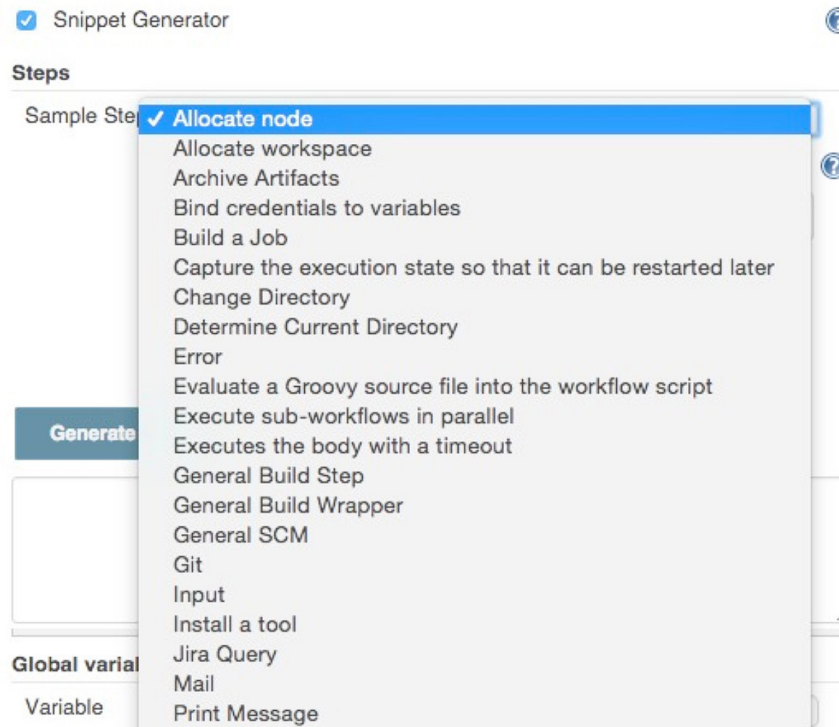 Snippet Generator
Steps
Sample Step
✓ Allocate node
Allocate workspace
Archive Artifacts
Bind credentials to variables
Build a Job
Capture the execution state so that it can be restarted later
Change Directory
Determine Current Directory
Error
Evaluate a Groovy source file into the workflow script
Execute sub-workflows in parallel
Generate
Executes the body with a timeout
General Build Step
General Build Wrapper
General SCM
Git
Input
Install a tool
Jira Query
Global varial
Mail
Variable
Print Message